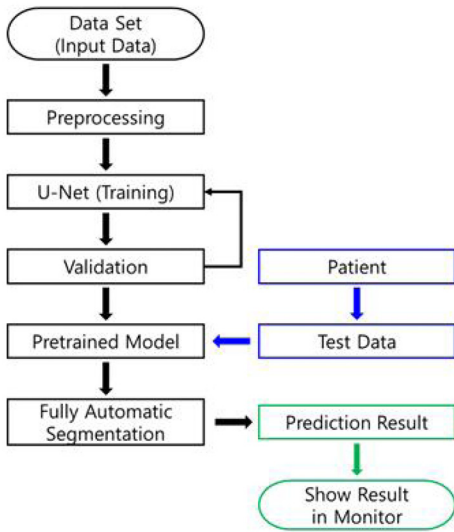 Data Set
(Input Data)
Preprocessing
U-Net (Training)
Validation
Patient
Pretrained Model
Test Data
Fully Automatic
Segmentation
Prediction Result
Show Result
in Monitor